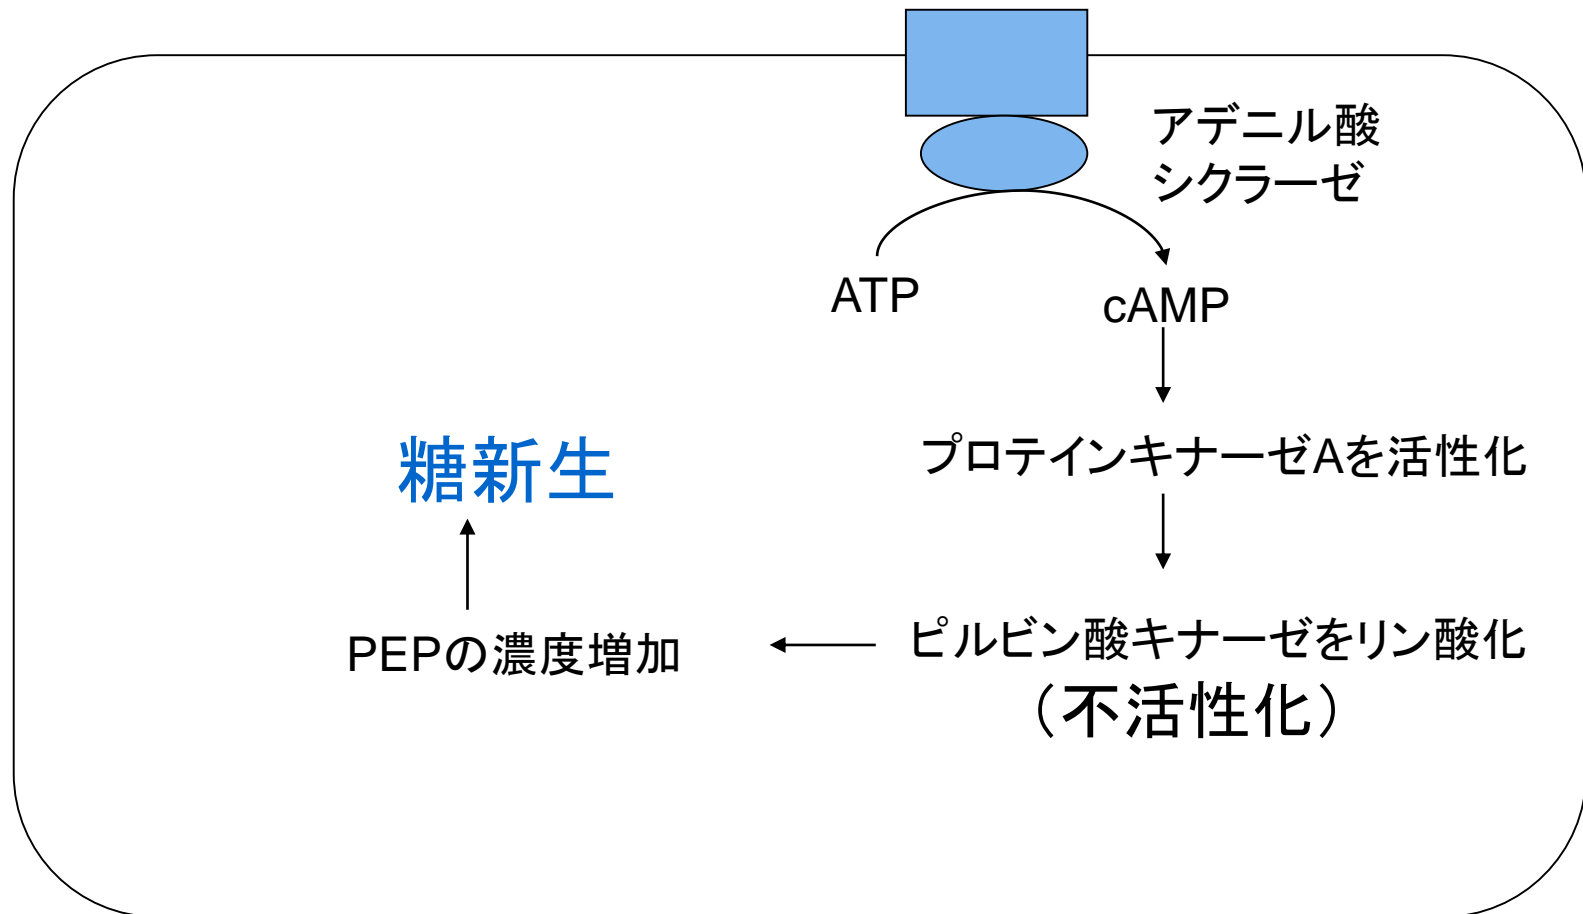 アデニル酸
シクラーゼ
ATP
cAMP
プロテインキナーゼAを活性化
ピルビン酸キナーゼをリン酸化
（不活性化）
PEPの濃度増加
糖新生